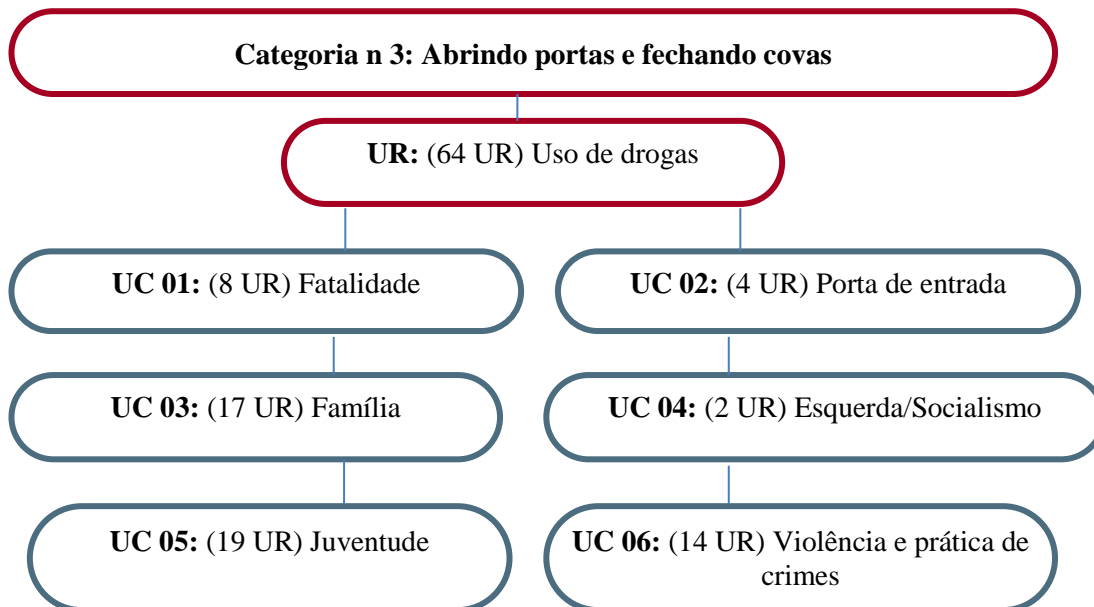 Categoria n 3: Abrindo portas e fechando covas
UR: (64 UR) Uso de drogas
UC 01: (8 UR) Fatalidade
UC 02: (4 UR) Porta de entrada
UC 03: (17 UR) Família
UC 04: (2 UR) Esquerda/Socialismo
UC 05: (19 UR) Juventude
UC 06: (14 UR) Violência e prática de
crimes